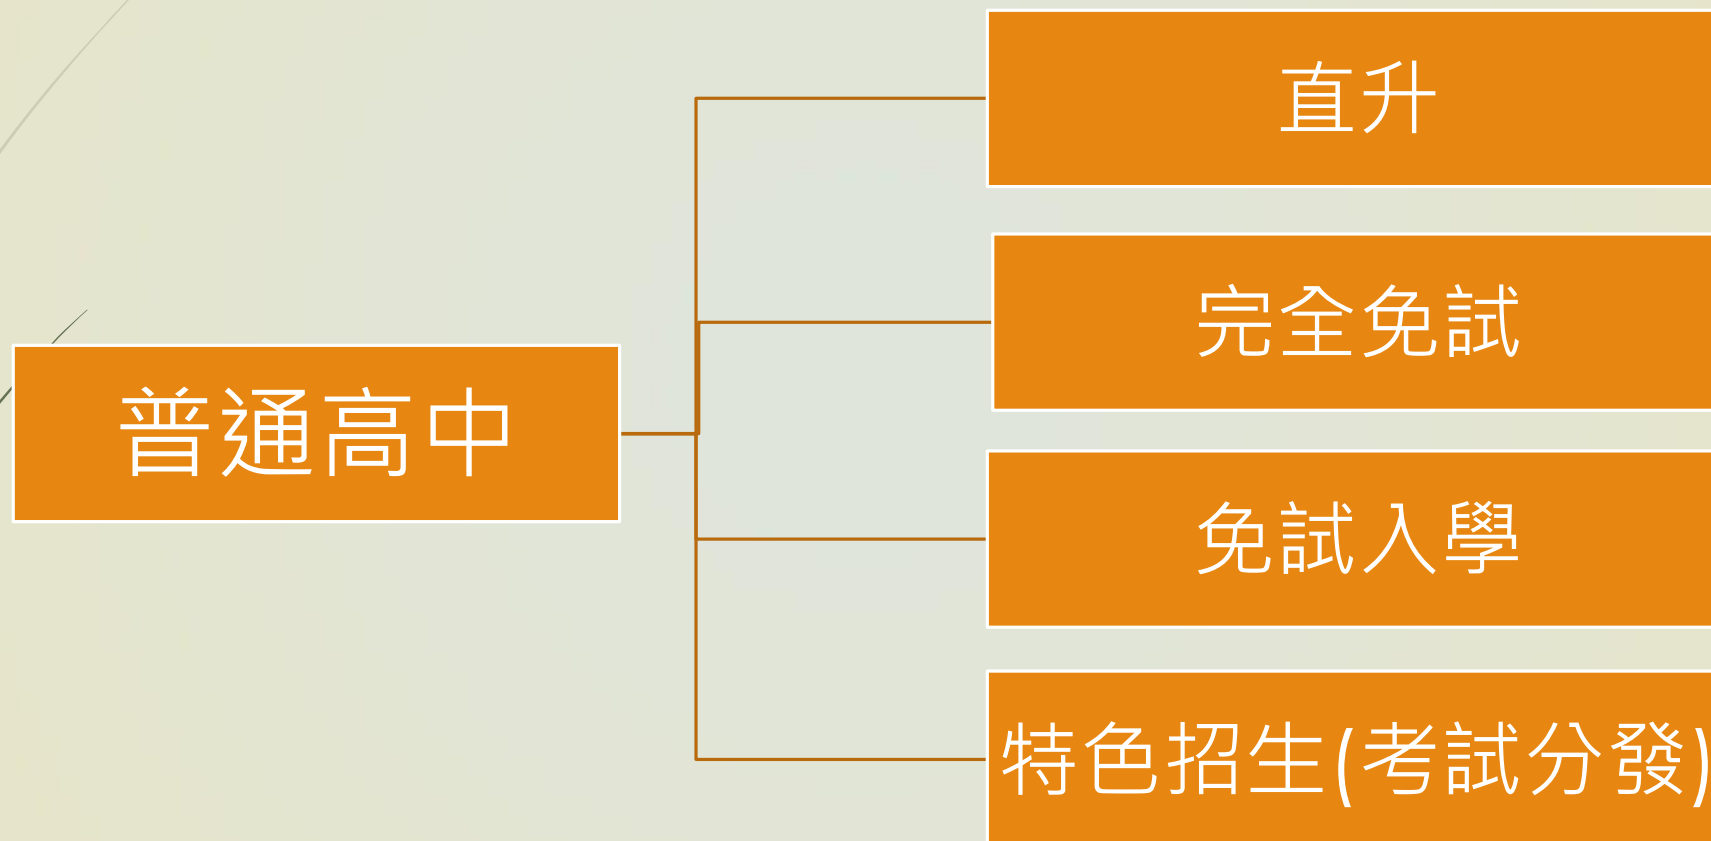 直升
完全免試
普通高中
免試入學
特色招生(考試分發)